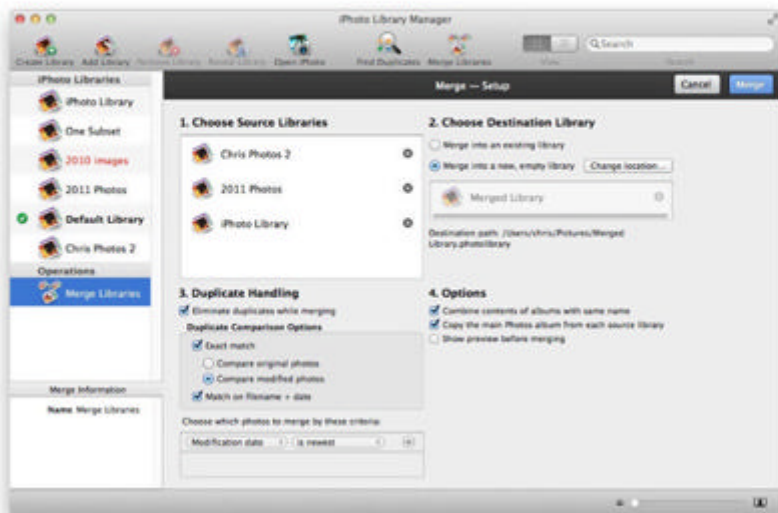 iPhoto Library Manager
Create Library Add Library Remove Library Reveal Library Open iPhoto Find Duplicates Merge Libraries View Search
Search
iPhoto Libraries
iPhoto Library
One Subset
2010 images
2011 Photos
Default Library
Chris Photos 2
Operations
Merge Libraries
Merge Information
Name Merge Libraries
Merge — Setup
Cancel
Merge
1. Choose Source Libraries
Chris Photos 2
2011 Photos
iPhoto Library
2. Choose Destination Library
Merge into an existing library
Merge into a new, empty library Change location...
Merged Library
Destination path: /Users/chris/Pictures/Merged
Library.photolibrary
3. Duplicate Handling
Eliminate duplicates while merging
Duplicate Comparison Options
Exact match
Compare original photos
Compare modified photos
Match on filename + date
Choose which photos to merge by these criteria:
Modification date is newest
4. Options
Combine contents of albums with same name
Copy the main Photos album from each source library
Show preview before merging